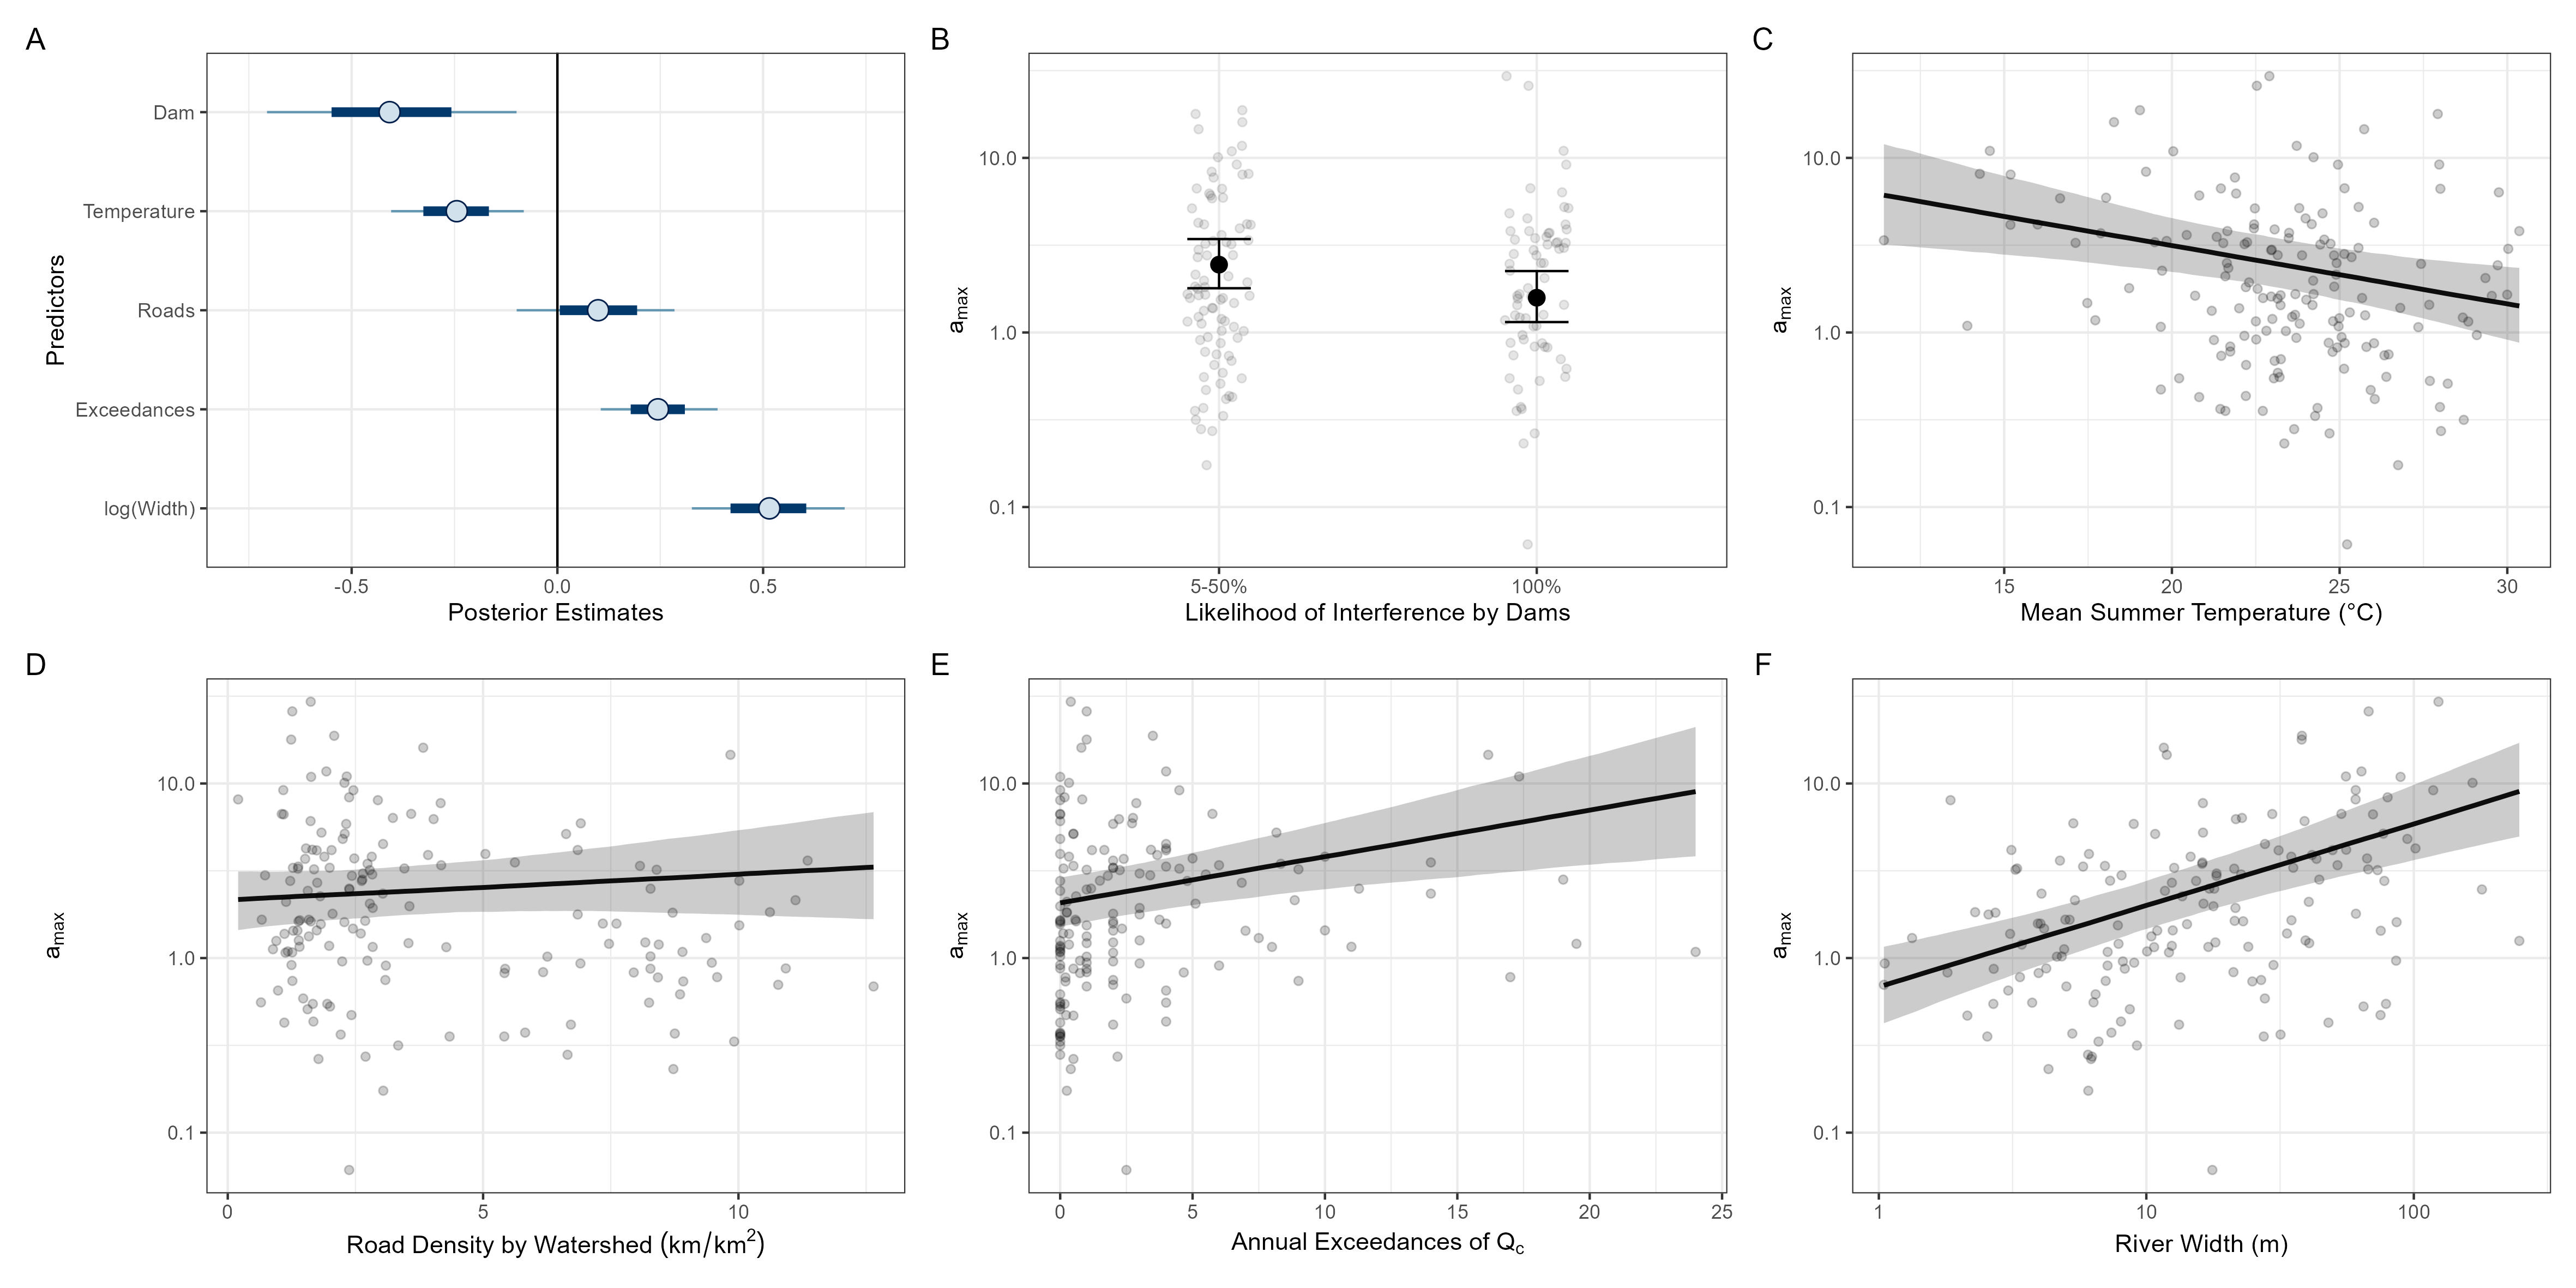 A
Predictors
Dam
Temperature
Roads
Exceedances
log(Width)
-0.5 0.0 0.5
Posterior Estimates
B
a_max
10.0
1.0
0.1
5-50% 100%
Likelihood of Interference by Dams
C
a_max
10.0
1.0
0.1
15 20 25 30
Mean Summer Temperature (°C)
D
a_max
10.0
1.0
0.1
0 5 10
Road Density by Watershed (km/km²)
E
a_max
10.0
1.0
0.1
0 5 10 15 20 25
Annual Exceedances of Q_c
F
a_max
10.0
1.0
0.1
1 10 100
River Width (m)